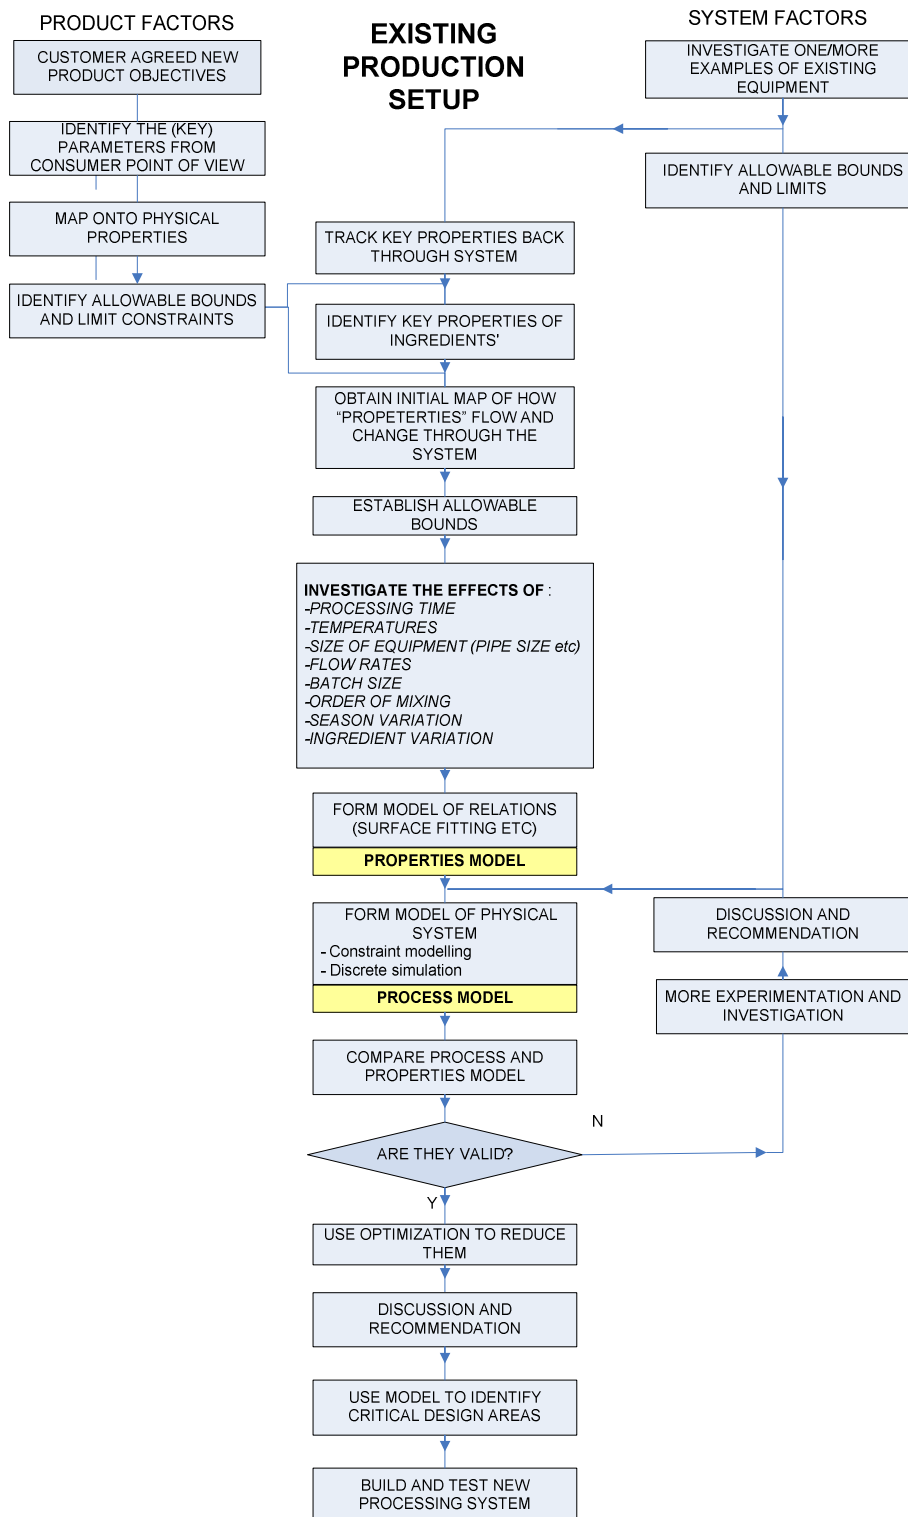 PRODUCT FACTORS
CUSTOMER AGREED NEW
PRODUCT OBJECTIVES
IDENTIFY THE (KEY)
PARAMETERS FROM
CONSUMER POINT OF VIEW
MAP ONTO PHYSICAL
PROPERTIES
IDENTIFY ALLOWABLE BOUNDS
AND LIMIT CONSTRAINTS
EXISTING
PRODUCTION
SETUP
SYSTEM FACTORS
INVESTIGATE ONE/MORE
EXAMPLES OF EXISTING
EQUIPMENT
IDENTIFY ALLOWABLE BOUNDS
AND LIMITS
TRACK KEY PROPERTIES BACK
THROUGH SYSTEM
IDENTIFY KEY PROPERTIES OF
INGREDIENTS'
OBTAIN INITIAL MAP OF HOW
“PROPETERTIES” FLOW AND
CHANGE THROUGH THE
SYSTEM
ESTABLISH ALLOWABLE
BOUNDS
INVESTIGATE THE EFFECTS OF :
-PROCESSING TIME
-TEMPERATURES
-SIZE OF EQUIPMENT (PIPE SIZE etc)
-FLOW RATES
-BATCH SIZE
-ORDER OF MIXING
-SEASON VARIATION
-INGREDIENT VARIATION
FORM MODEL OF RELATIONS
(SURFACE FITTING ETC)
PROPERTIES MODEL
FORM MODEL OF PHYSICAL
SYSTEM
- Constraint modelling
- Discrete simulation
PROCESS MODEL
DISCUSSION AND
RECOMMENDATION
MORE EXPERIMENTATION AND
INVESTIGATION
COMPARE PROCESS AND
PROPERTIES MODEL
N
ARE THEY VALID?
Y
USE OPTIMIZATION TO REDUCE
THEM
DISCUSSION AND
RECOMMENDATION
USE MODEL TO IDENTIFY
CRITICAL DESIGN AREAS
BUILD AND TEST NEW
PROCESSING SYSTEM